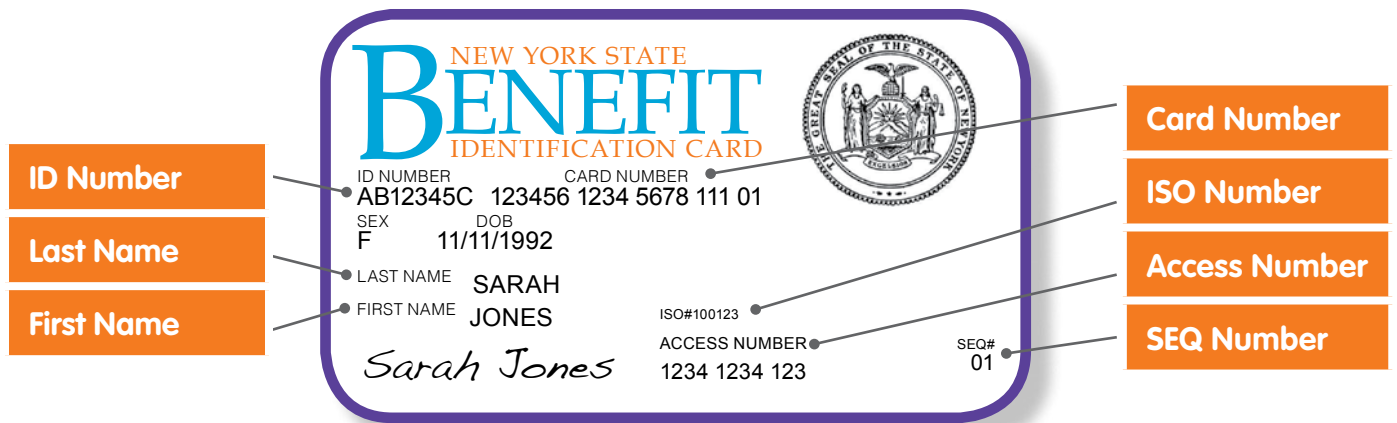 NEW YORK STATE
BENEFIT
IDENTIFICATION CARD
THE GREAT SEAL OF THE STATE OF NEW YORK
EXCELSIOR
ID NUMBER CARD NUMBER
AB12345C 123456 1234 5678 111 01
SEX DOB
F 11/11/1992
LAST NAME SARAH
FIRST NAME JONES
Sarah Jones
ISO#100123
ACCESS NUMBER
1234 1234 123
SEQ#
01
ID Number
Last Name
First Name
Card Number
ISO Number
Access Number
SEQ Number